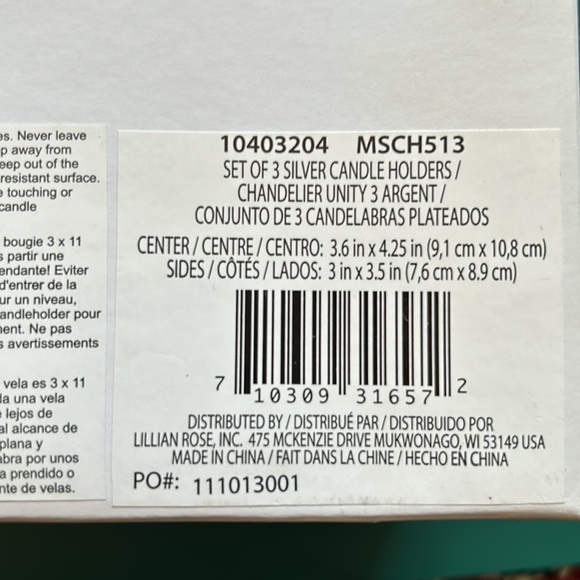 es. Never leave
p away from
eep out of the
resistant surface.
e touching or
candle
bougie 3 x 11
s partir une
endante! Eviter
d'entrer de la
ur un niveau,
andleholder pour
ment. Ne pas
s avertissements
vela es 3 x 11
da una vela
lejos de
al alcance de
plana y
abra por unos
a prendido o
nte de velas.
10403204 MSCH513
SET OF 3 SILVER CANDLE HOLDERS /
CHANDELIER UNITY 3 ARGENT /
CONJUNTO DE 3 CANDELABRAS PLATEADOS
CENTER / CENTRE / CENTRO: 3.6 in x 4.25 in (9,1 cm x 10,8 cm)
SIDES / CÔTÉS / LADOS: 3 in x 3.5 in (7,6 cm x 8.9 cm)
7 10309 31657 2
DISTRIBUTED BY / DISTRIBUÉ PAR / DISTRIBUIDO POR
LILLIAN ROSE, INC. 475 MCKENZIE DRIVE MUKWONAGO, WI 53149 USA
MADE IN CHINA / FAIT DANS LA CHINE / HECHO EN CHINA
PO#: 111013001